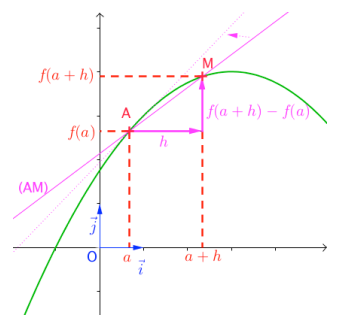 M
f(a + h)
A
f(a + h) − f(a)
f(a)
h
(AM)
j⃗
O
a
i⃗
a + h